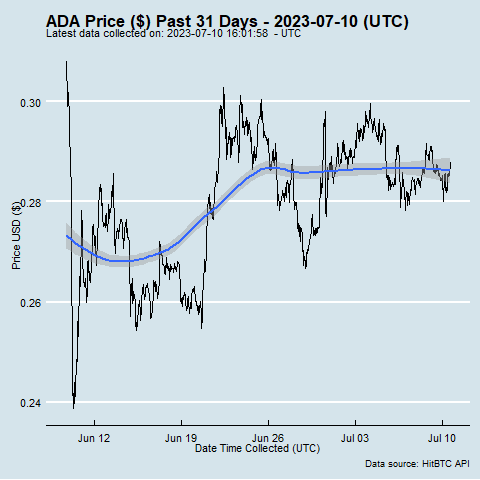 ADA Price ($) Past 31 Days - 2023-07-10 (UTC)
Latest data collected on: 2023-07-10 16:01:58 - UTC
0.30
0.28
0.26
0.24
Price USD ($)
Jun 12 Jun 19 Jun 26 Jul 03 Jul 10
Date Time Collected (UTC)
Data source: HitBTC API